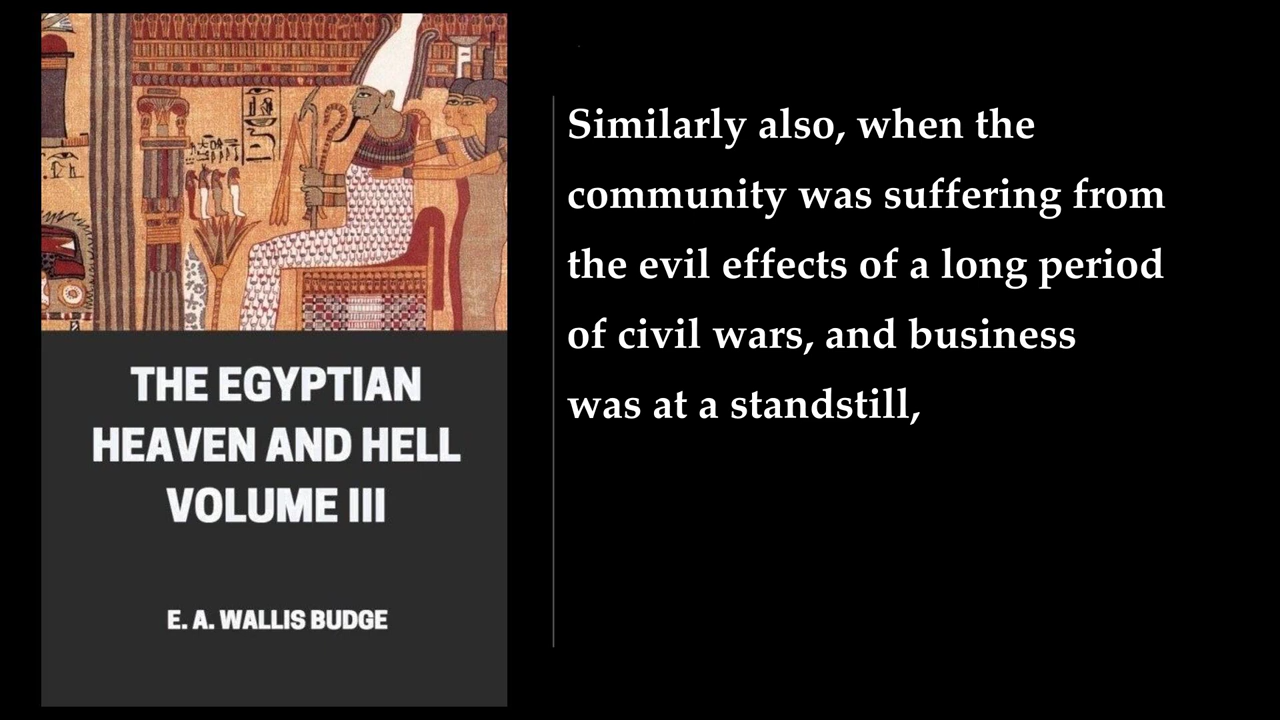 THE EGYPTIAN
HEAVEN AND HELL
VOLUME III
E. A. WALLIS BUDGE
Similarly also, when the
community was suffering from
the evil effects of a long period
of civil wars, and business
was at a standstill,